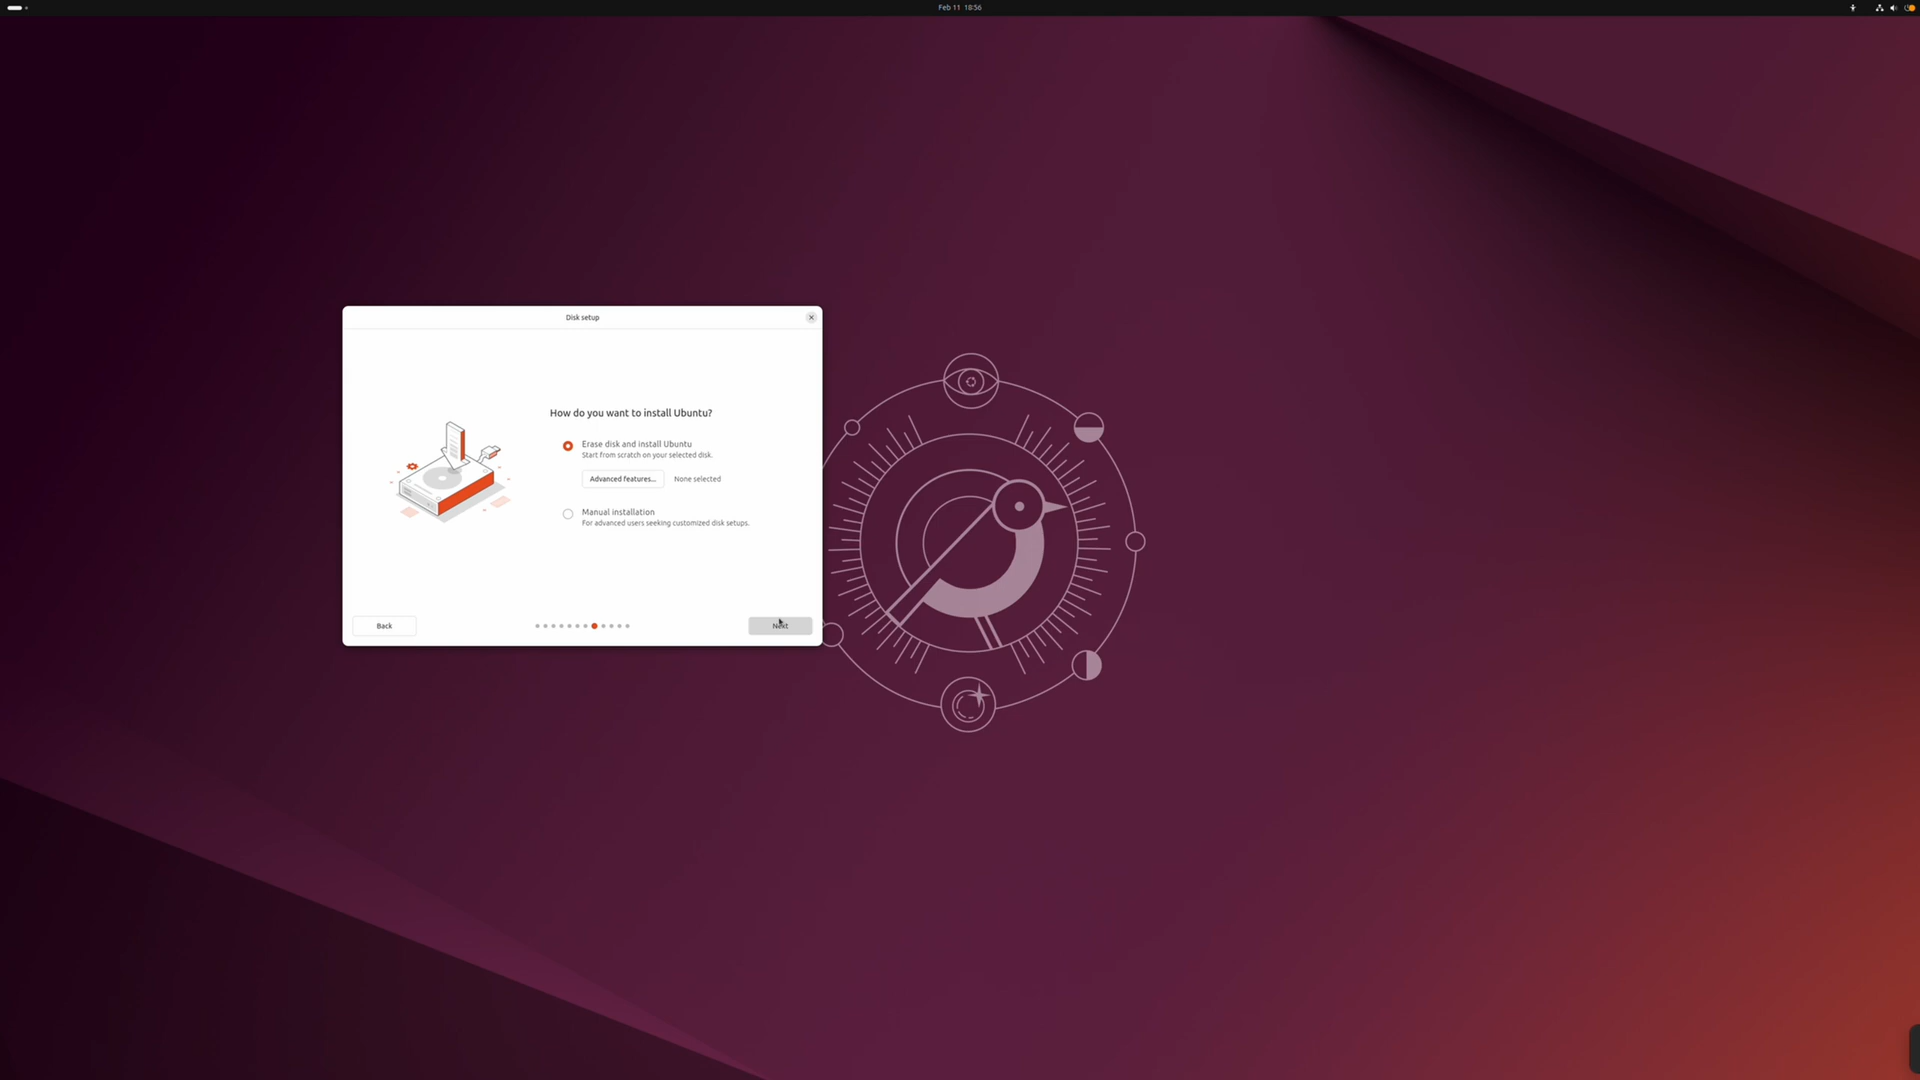 Feb 11 18:56
Disk setup
How do you want to install Ubuntu?
Erase disk and install Ubuntu
Start from scratch on your selected disk.
Advanced features...
None selected
Manual installation
For advanced users seeking customized disk setups.
Back
Next